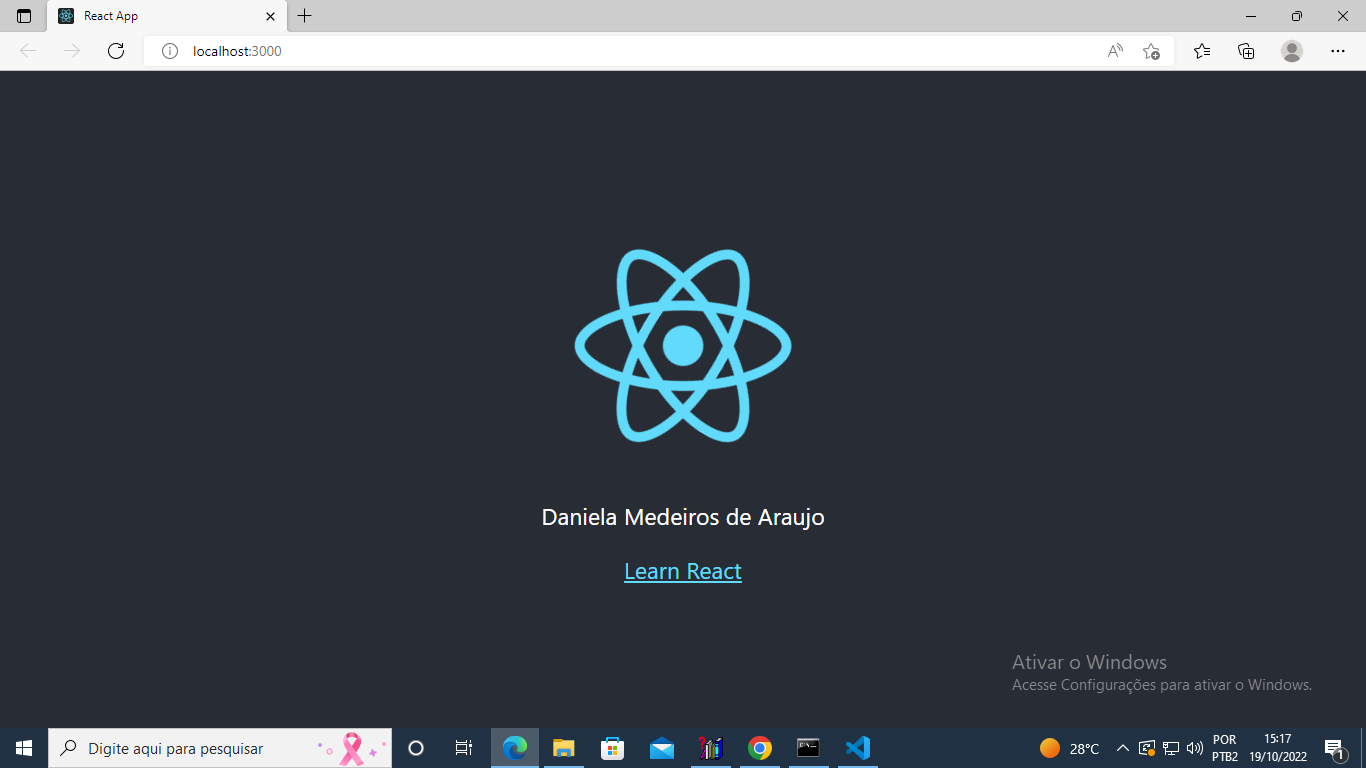 React App
localhost:3000
Daniela Medeiros de Araujo
Learn React
Ativar o Windows
Acesse Configurações para ativar o Windows.
Digite aqui para pesquisar
28°C
POR
PTB2
15:17
19/10/2022
1